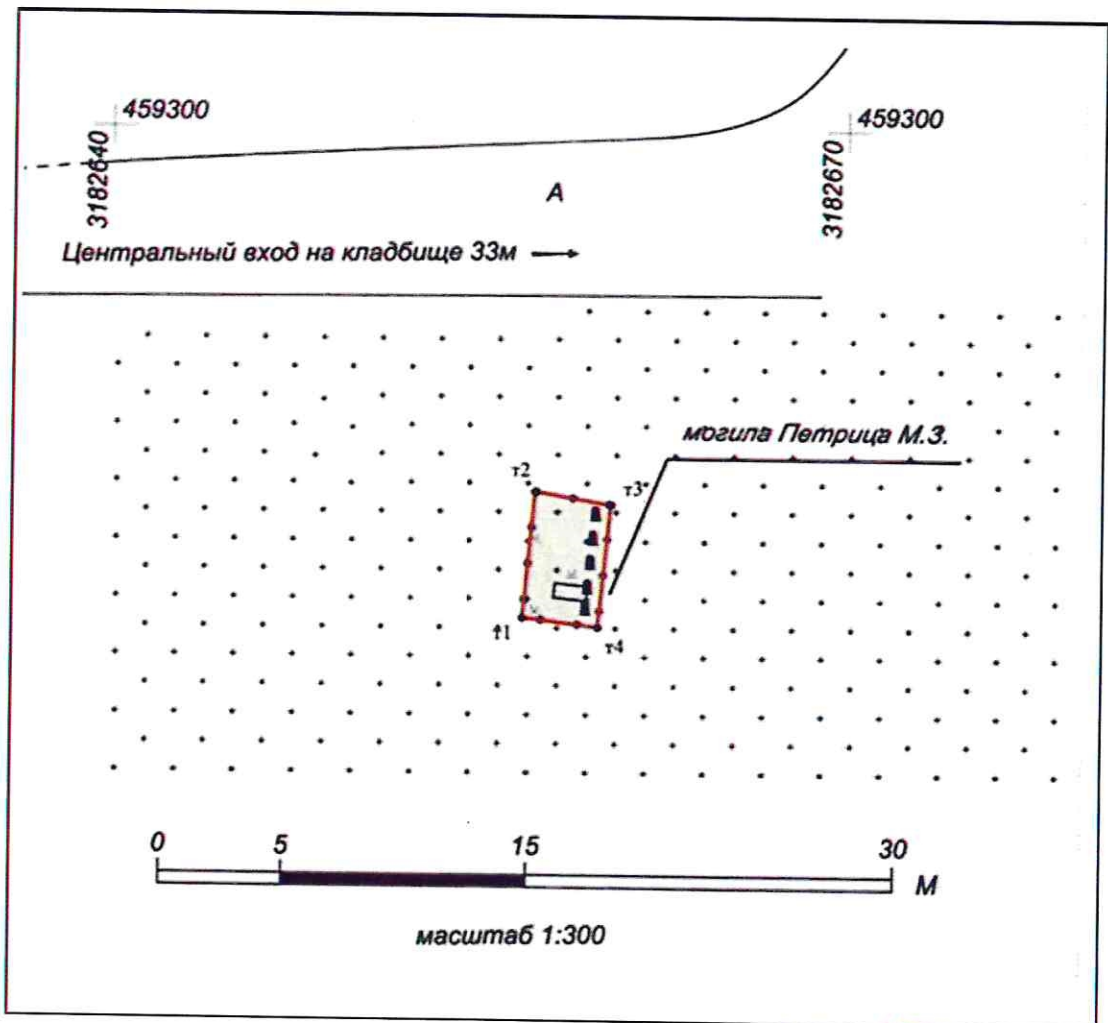 459300
459300
3182640
3182670
А
Центральный вход на кладбище 33м
могила Петрица М.З.
т2
т3
т1
т4
0 5 15 30
М
масштаб 1:300